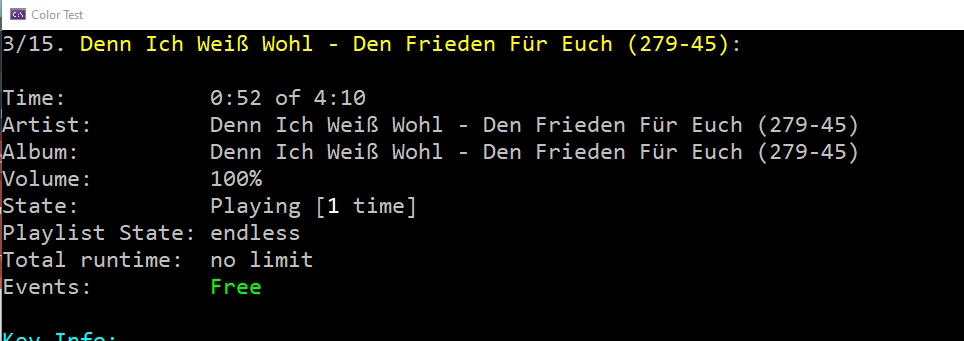 Color Test
3/15. Denn Ich Weiß Wohl - Den Frieden Für Euch (279-45):
Time: 0:52 of 4:10
Artist: Denn Ich Weiß Wohl - Den Frieden Für Euch (279-45)
Album: Denn Ich Weiß Wohl - Den Frieden Für Euch (279-45)
Volume: 100%
State: Playing [1 time]
Playlist State: endless
Total runtime: no limit
Events: Free
Key Info: